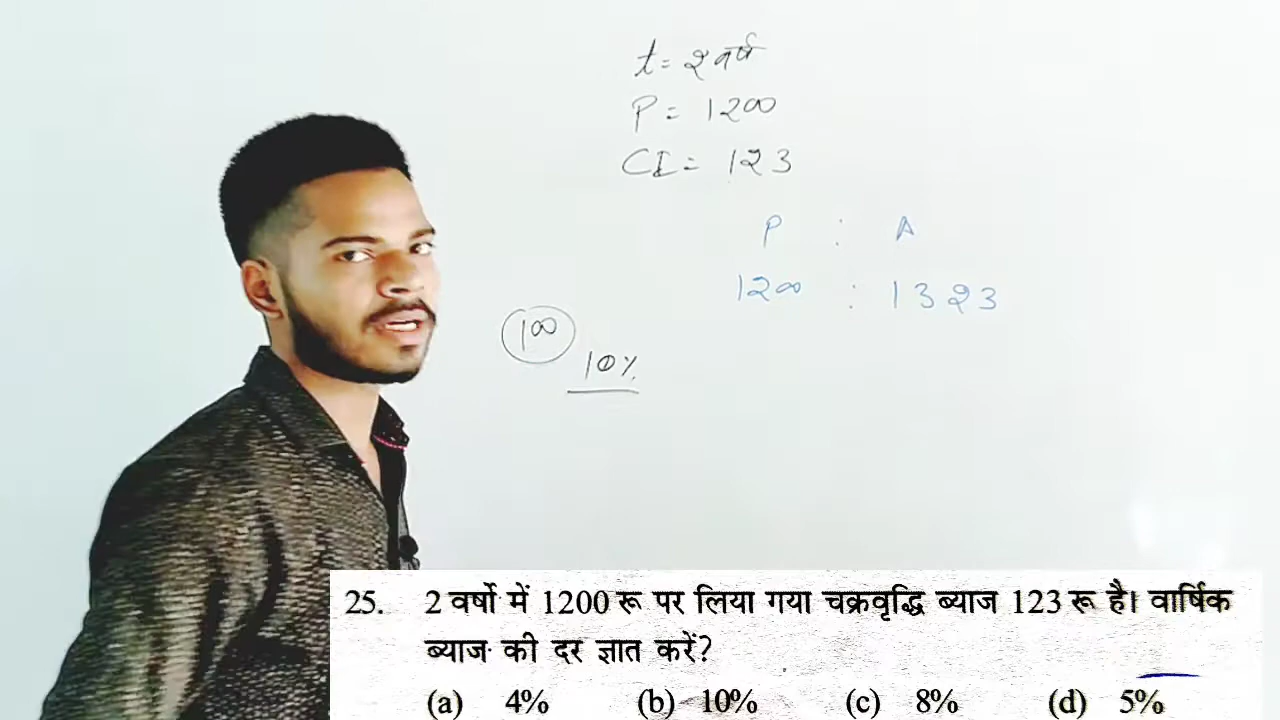 t = 2 वर्ष
P = 1200
CI = 123
P : A
1200 : 1323
100
10%
25. 2 वर्षो में 1200 रू पर लिया गया चक्रवृद्धि ब्याज 123 रू है। वार्षिक
ब्याज की दर ज्ञात करें?
(a) 4% (b) 10% (c) 8% (d) 5%